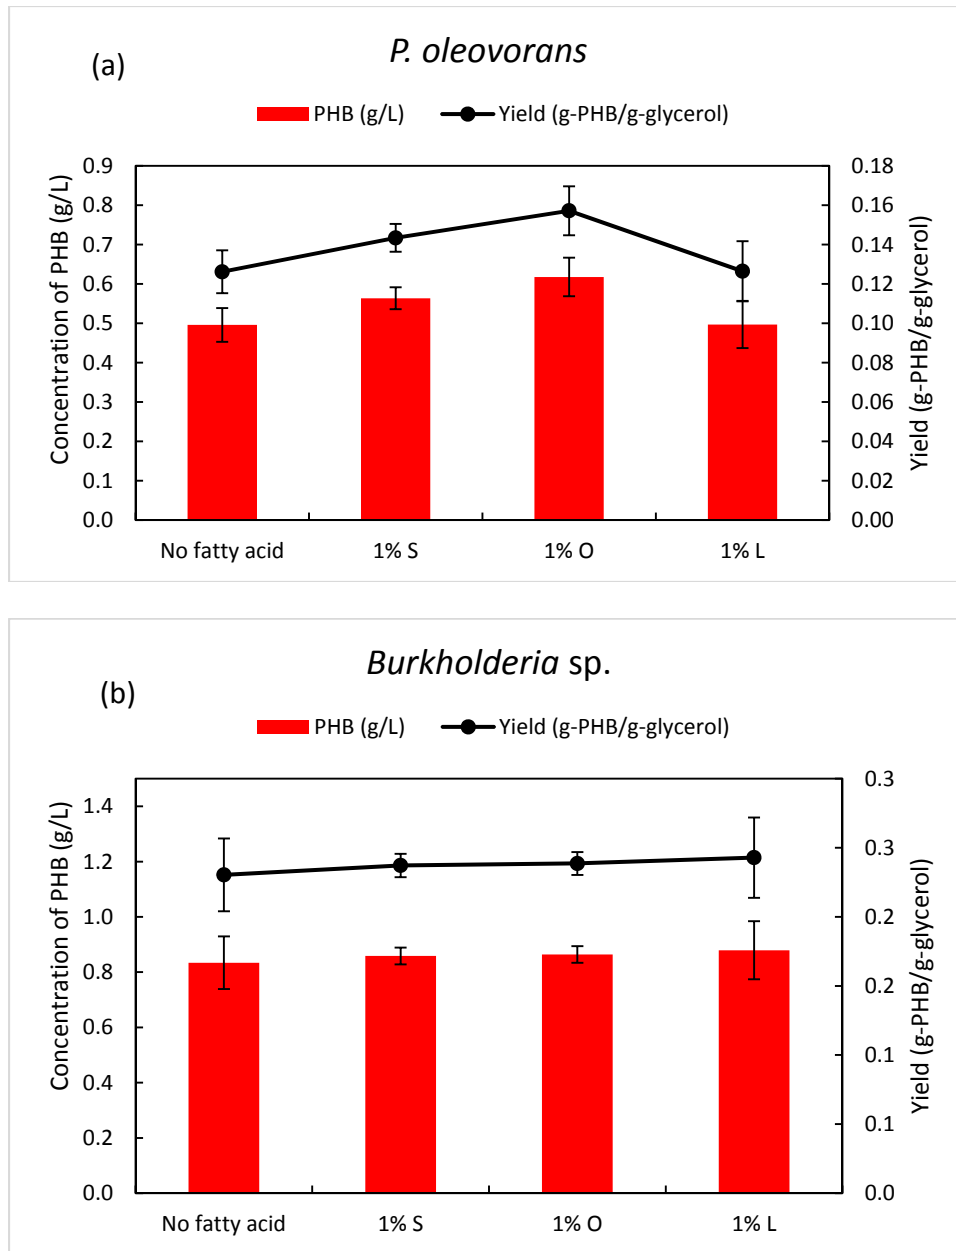 (a)
P. oleovorans
PHB (g/L)
Yield (g-PHB/g-glycerol)
Concentration of PHB (g/L)
0.9
0.8
0.7
0.6
0.5
0.4
0.3
0.2
0.1
0.0
0.18
0.16
0.14
0.12
0.10
0.08
0.06
0.04
0.02
0.00
Yield (g-PHB/g-glycerol)
No fatty acid
1% S
1% O
1% L
(b)
Burkholderia sp.
PHB (g/L)
Yield (g-PHB/g-glycerol)
Concentration of PHB (g/L)
1.4
1.2
1.0
0.8
0.6
0.4
0.2
0.0
0.3
0.3
0.2
0.2
0.1
0.1
0.0
Yield (g-PHB/g-glycerol)
No fatty acid
1% S
1% O
1% L